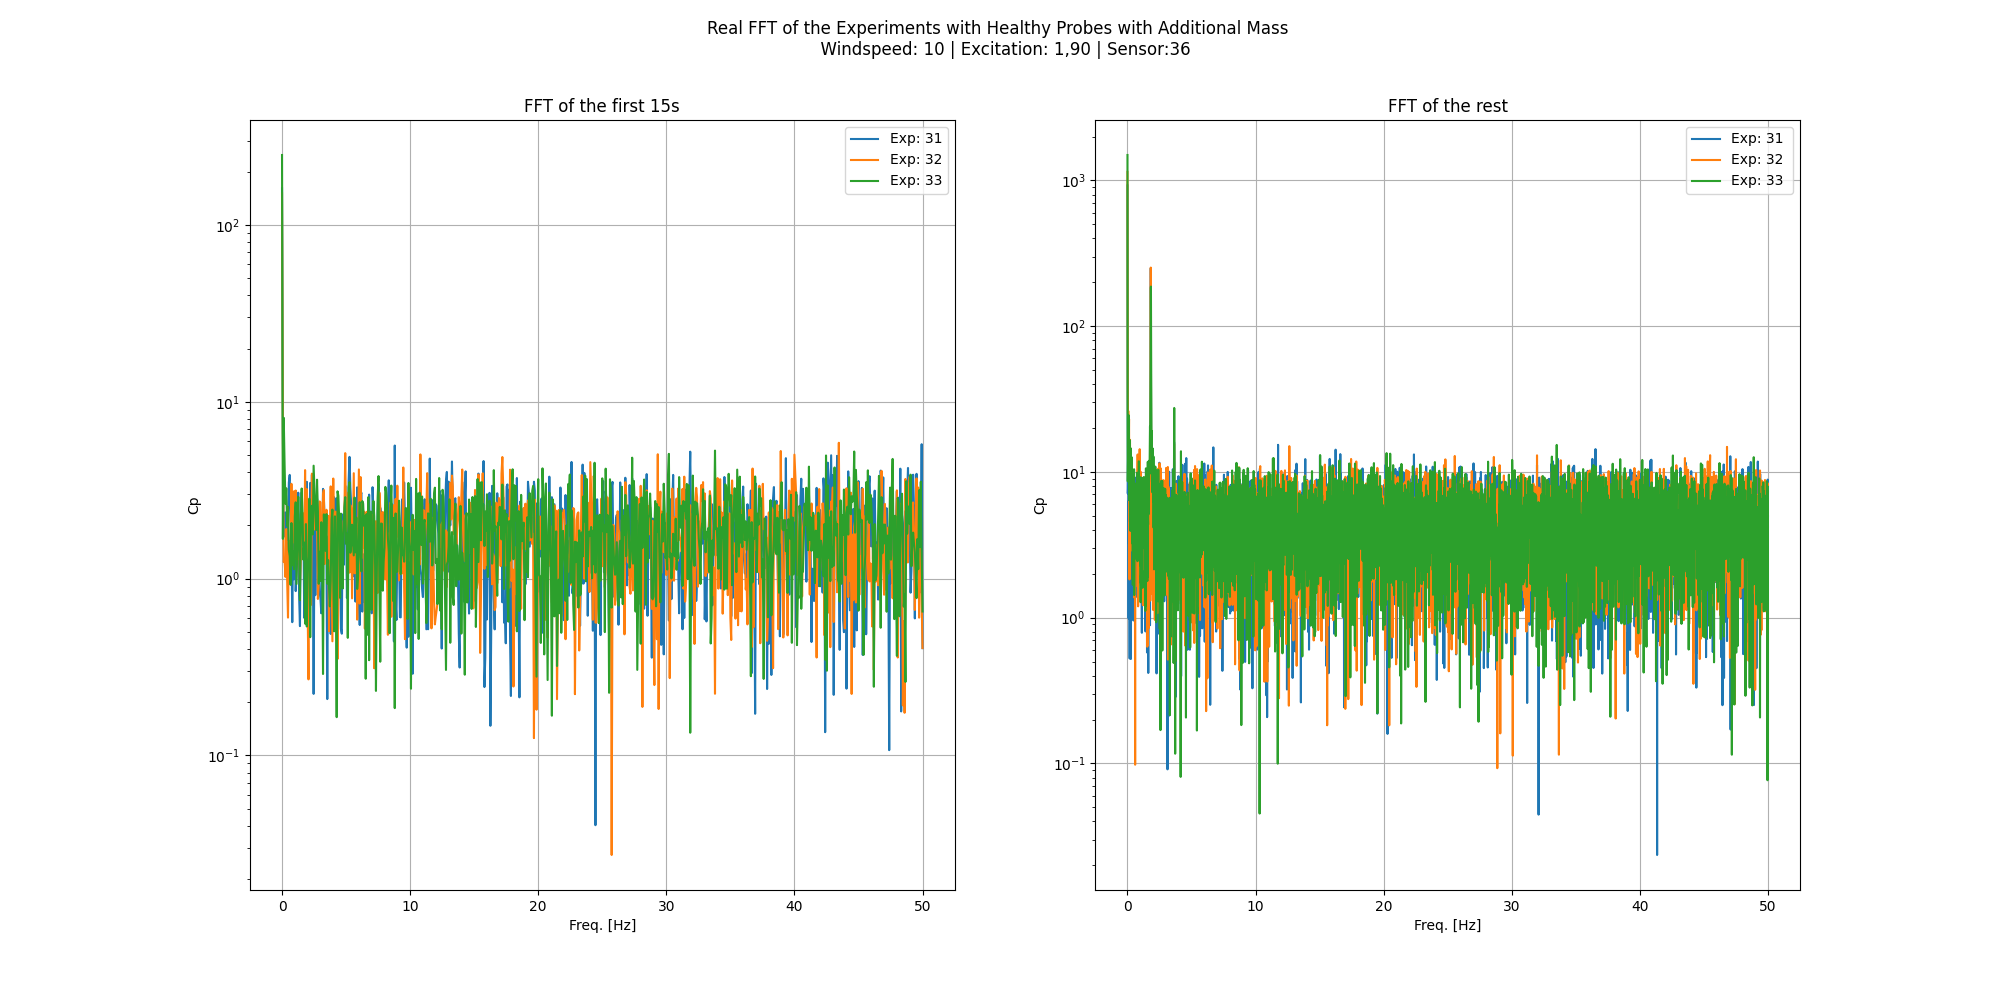 Real FFT of the Experiments with Healthy Probes with Additional Mass
Windspeed: 10 | Excitation: 1,90 | Sensor:36
FFT of the first 15s
Exp: 31
Exp: 32
Exp: 33
10²
10¹
10⁰
10⁻¹
Cp
0 10 20 30 40 50
Freq. [Hz]
FFT of the rest
Exp: 31
Exp: 32
Exp: 33
10³
10²
10¹
10⁰
10⁻¹
Cp
0 10 20 30 40 50
Freq. [Hz]